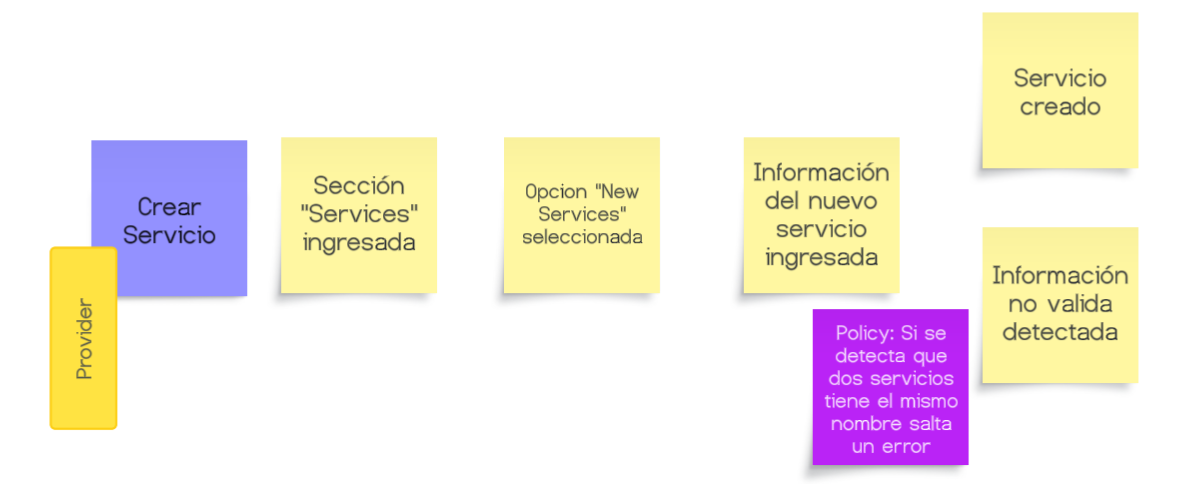 Provider
Crear
Servicio
Sección
"Services"
ingresada
Opcion "New
Services"
seleccionada
Información
del nuevo
servicio
ingresada
Policy: Si se
detecta que
dos servicios
tiene el mismo
nombre salta
un error
Servicio
creado
Información
no valida
detectada